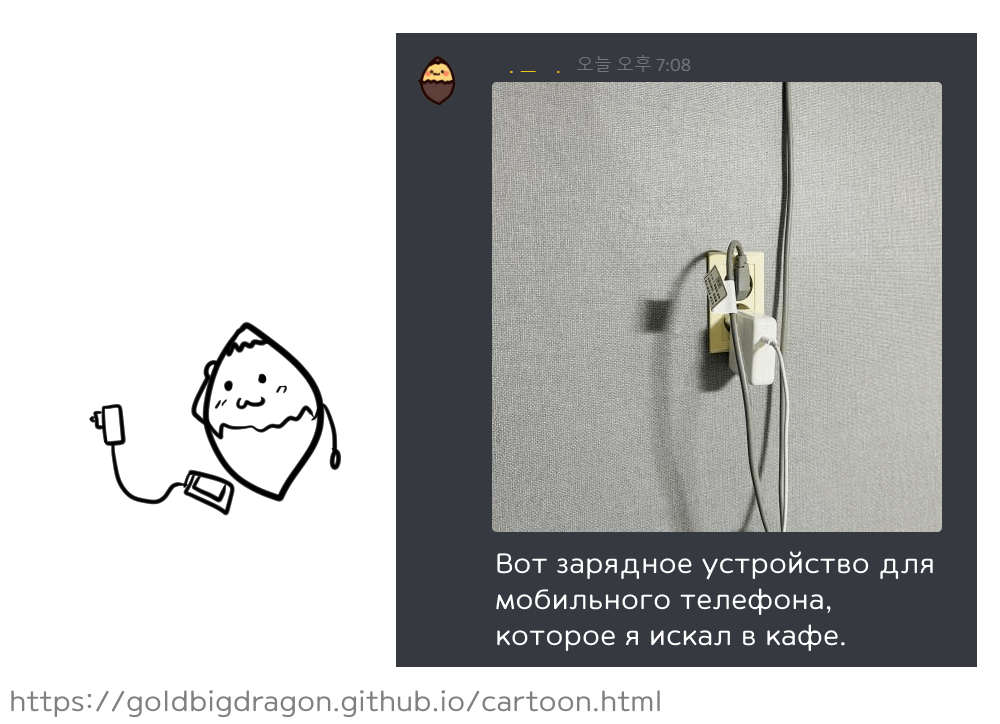 오늘 오후 7:08
Вот зарядное устройство для
мобильного телефона,
которое я искал в кафе.
https://goldbigdragon.github.io/cartoon.html